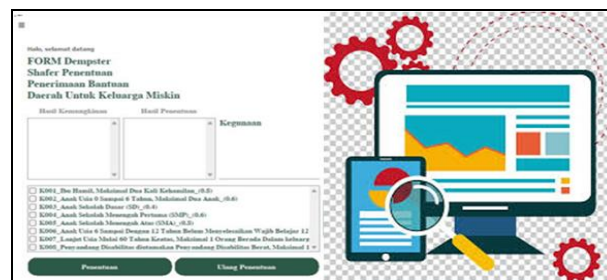 Halo, selamat datang
FORM Dempster
Shafer Penentuan
Penerimaan Bantuan
Daerah Untuk Keluarga Miskin
Hasil Kemungkinan Hasil Penentuan
Kegunaan
K001_Ibu Hamil, Maksimal Dua Kali Kehamilan_(0.8)
K002_Anak Usia 0 Sampai 6 Tahun, Maksimal Dua Anak_(0.6)
K003_Anak Sekolah Dasar (SD)_(0.6)
K004_Anak Sekolah Menengah Pertama (SMP)_(0.6)
K005_Anak Sekolah Menengah Atas (SMA)_(0.5)
K006_Anak Usia 6 Sampai Dengan 12 Tahun Belum Menyelesaikan Wajib Belajar 12
K007_Lanjut Usia Mulai 60 Tahun Keatas, Maksimal 1 Orang Berada Dalam keluarg
K008_Penyandang Disabilitas diutamakan Penyandang Disabilitas Berat, Maksimal 1
Penentuan Ulang Penentuan